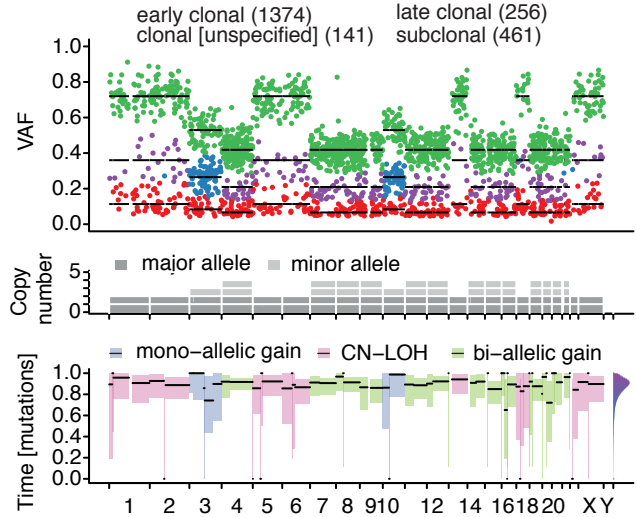 early clonal (1374) late clonal (256)
clonal [unspecified] (141) subclonal (461)
1.0
0.8
0.6
0.4
0.2
0.0
VAF
major allele minor allele
5
0
Copy
number
mono−allelic gain CN−LOH bi−allelic gain
1.0
0.8
0.6
0.4
0.2
0.0
Time [mutations]
1 2 3 4 5 6 7 8 9 10 12 14 16 18 20 X Y